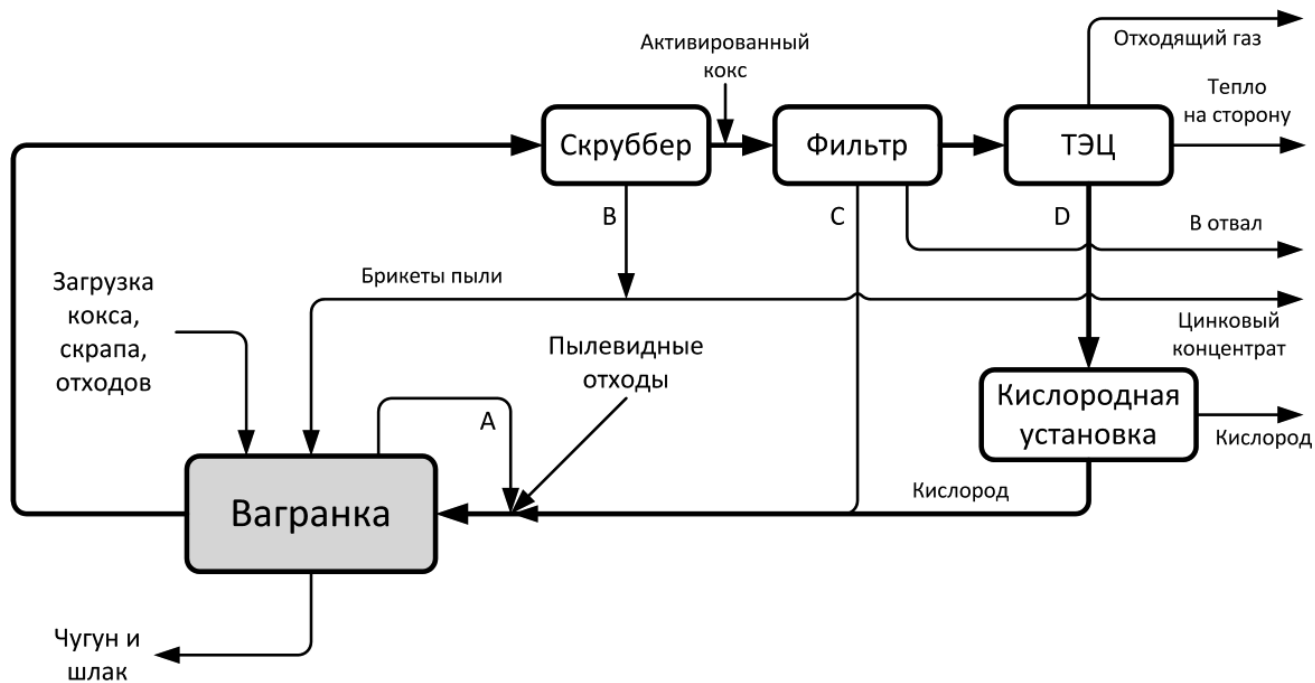 Отходящий газ
Активированный
кокс
Тепло
на сторону
Скруббер
Фильтр
ТЭЦ
B
C
D
В отвал
Брикеты пыли
Загрузка
кокса,
скрапа,
отходов
Цинковый
концентрат
Пылевидные
отходы
Кислородная
установка
A
Кислород
Кислород
Вагранка
Чугун и
шлак